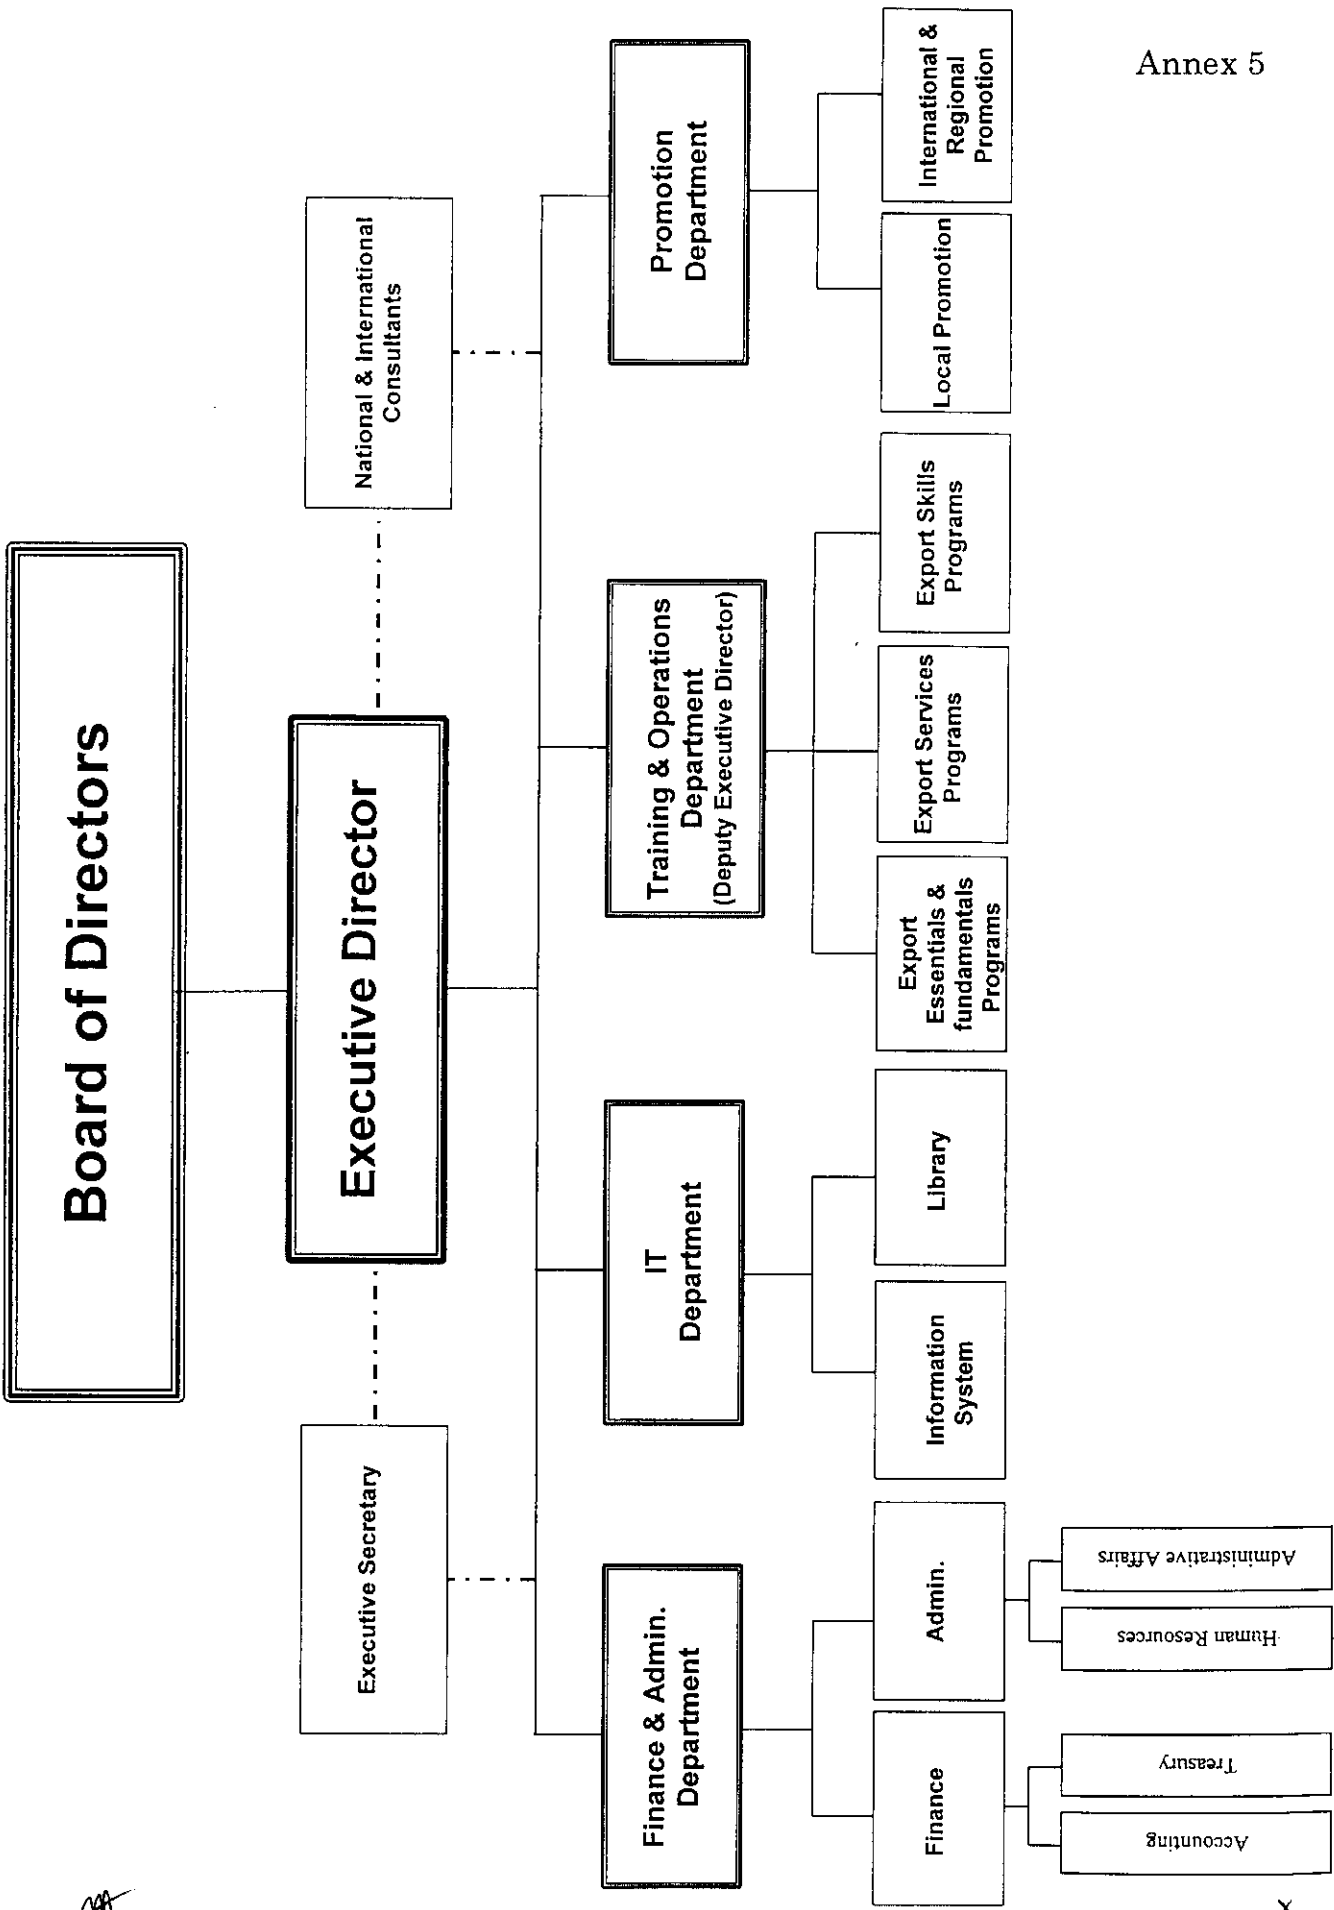 Annex 5
Board of Directors
Executive Director
Executive Secretary
National & International
Consultants
Finance & Admin.
Department
IT
Department
Training & Operations
Department
(Deputy Executive Director)
Promotion
Department
Finance
Admin.
Information
System
Library
Export
Essentials &
fundamentals
Programs
Export Services
Programs
Export Skills
Programs
Local Promotion
International &
Regional
Promotion
Accounting
Treasury
Human Resources
Administrative Affairs